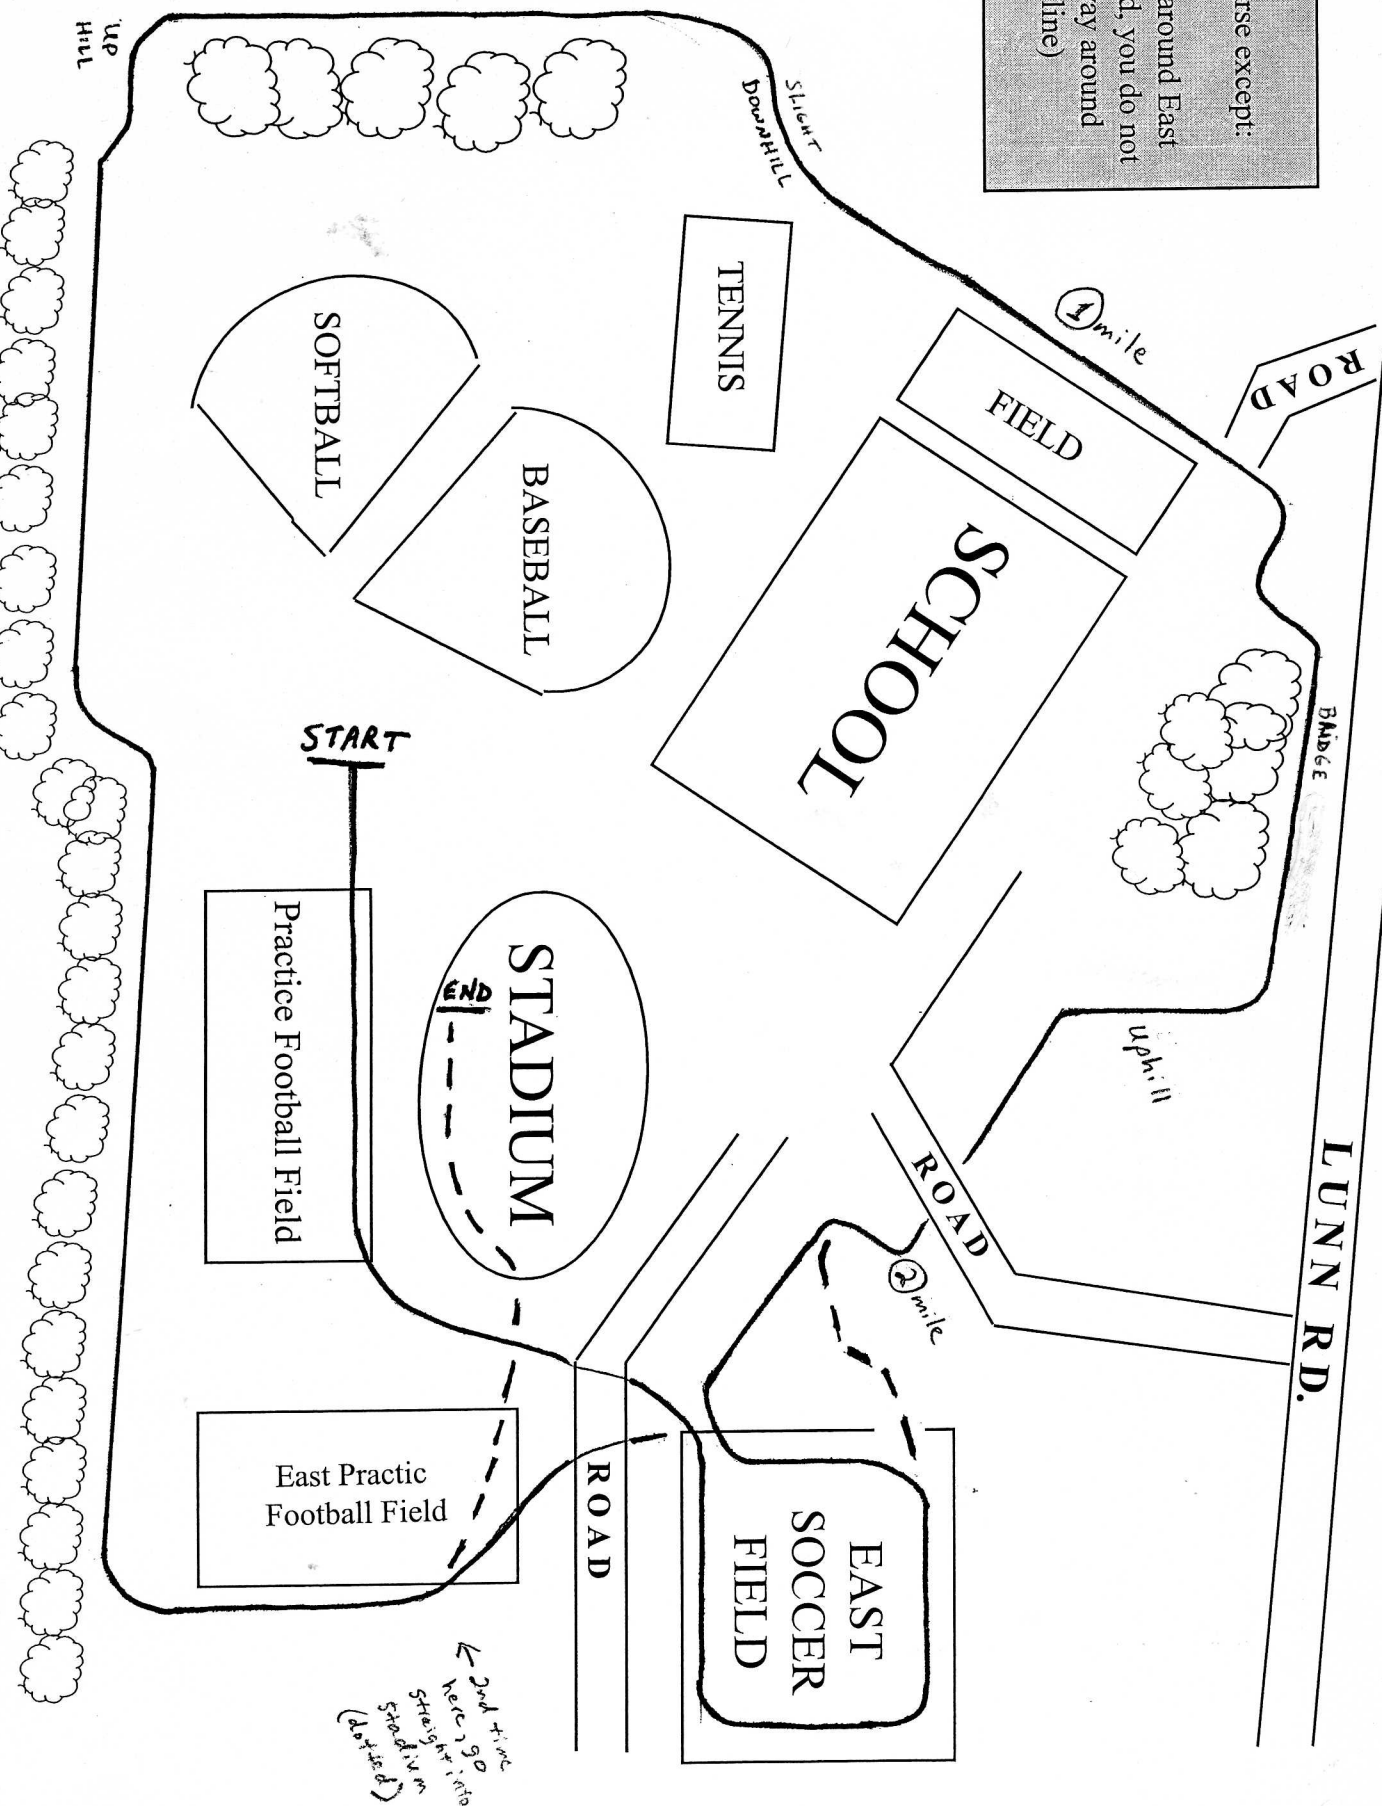 rse except:
around East
d, you do not
ay around
line)
UP
HILL
SLIGHT
DOWNHILL
1 mile
ROAD
TENNIS
FIELD
SOFTBALL
BASEBALL
SCHOOL
BRIDGE
START
uphill
LUNN RD.
Practice Football Field
STADIUM
END
ROAD
2 mile
East Practic
Football Field
ROAD
EAST
SOCCER
FIELD
← 2nd time
here, go
straight into
stadium
(dotted)